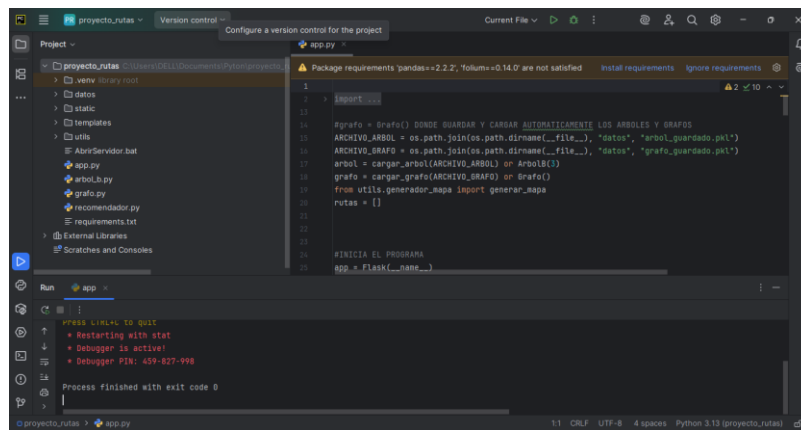 PR proyecto_rutas Version control Current File
Configure a version control for the project
Project app.py
proyecto_rutas C:\Users\DELL\Documents\Pyton\proyecto_r
.venv library root
datos
static
templates
utils
AbrirServidor.bat
app.py
arbol_b.py
grafo.py
recomendador.py
requirements.txt
External Libraries
Scratches and Consoles
Package requirements 'pandas==2.2.2', 'folium==0.14.0' are not satisfied Install requirements Ignore requirements
2 10
1
2 import ...
13
14 #grafo = Grafo() DONDE GUARDAR Y CARGAR AUTOMATICAMENTE LOS ARBOLES Y GRAFOS
15 ARCHIVO_ARBOL = os.path.join(os.path.dirname(__file__), "datos", "arbol_guardado.pkl")
16 ARCHIVO_GRAFO = os.path.join(os.path.dirname(__file__), "datos", "grafo_guardado.pkl")
17 arbol = cargar_arbol(ARCHIVO_ARBOL) or ArbolB(3)
18 grafo = cargar_grafo(ARCHIVO_GRAFO) or Grafo()
19 from utils.generador_mapa import generar_mapa
20 rutas = []
21
22
23
24 #INICIA EL PROGRAMA
25 app = Flask(__name__)
Run app
Press CTRL+C to quit
* Restarting with stat
* Debugger is active!
* Debugger PIN: 459-827-998
Process finished with exit code 0
proyecto_rutas > app.py 1:1 CRLF UTF-8 4 spaces Python 3.13 (proyecto_rutas)